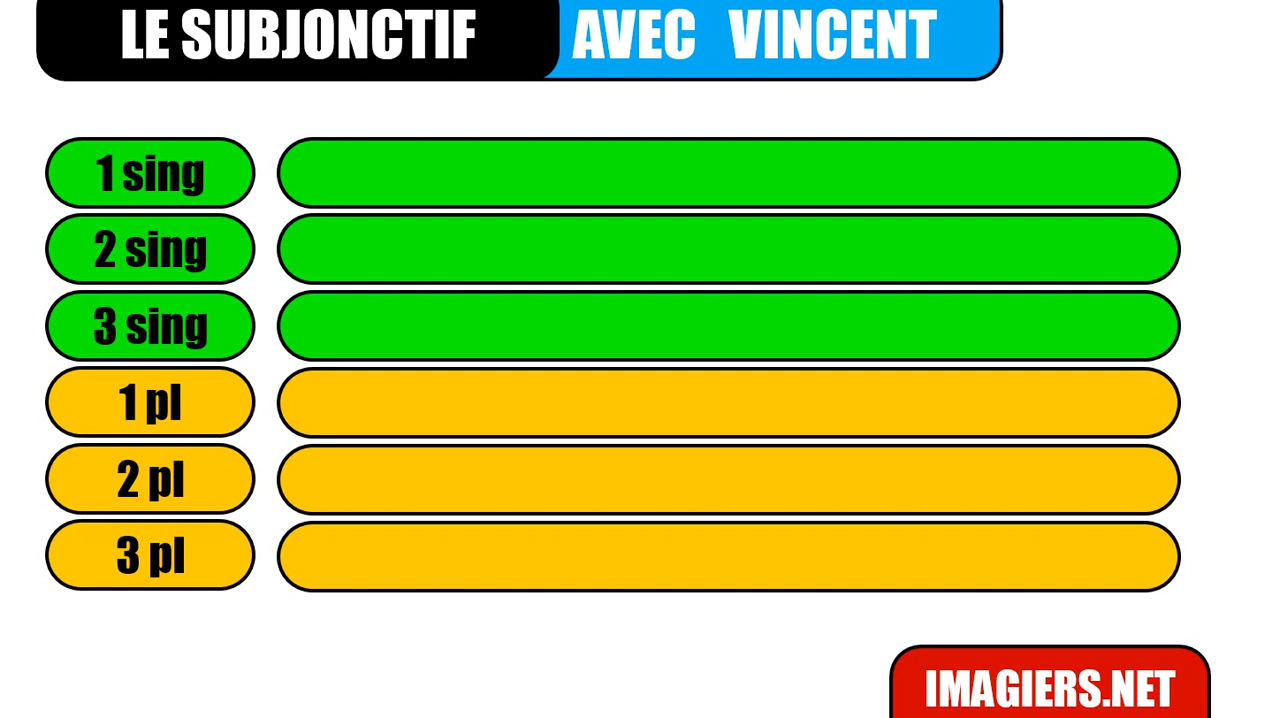 LE SUBJONCTIF AVEC VINCENT
1 sing
2 sing
3 sing
1 pl
2 pl
3 pl
IMAGIERS.NET